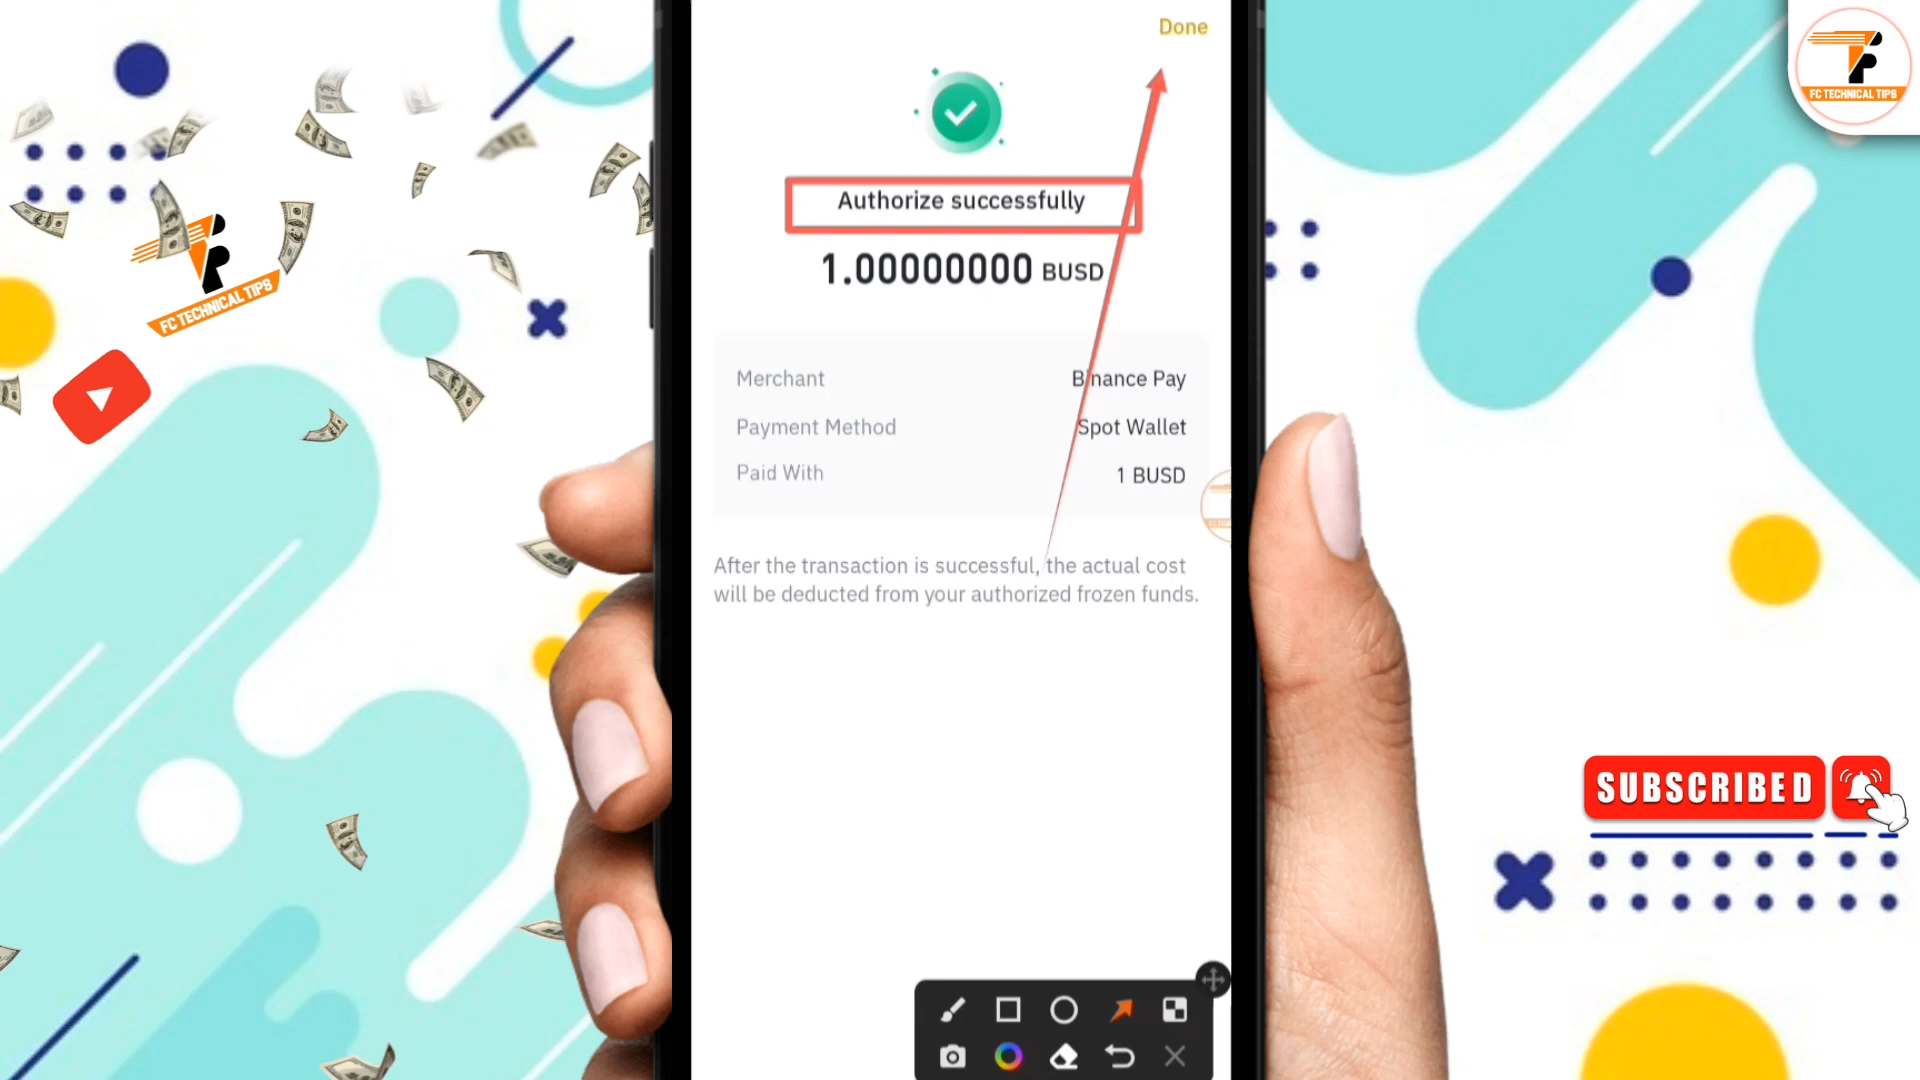 Done
Authorize successfully
1.00000000 BUSD
Merchant Binance Pay
Payment Method Spot Wallet
Paid With 1 BUSD
After the transaction is successful, the actual cost
will be deducted from your authorized frozen funds.
FC TECHNICAL TIPS
FC TECHNICAL TIPS
SUBSCRIBED